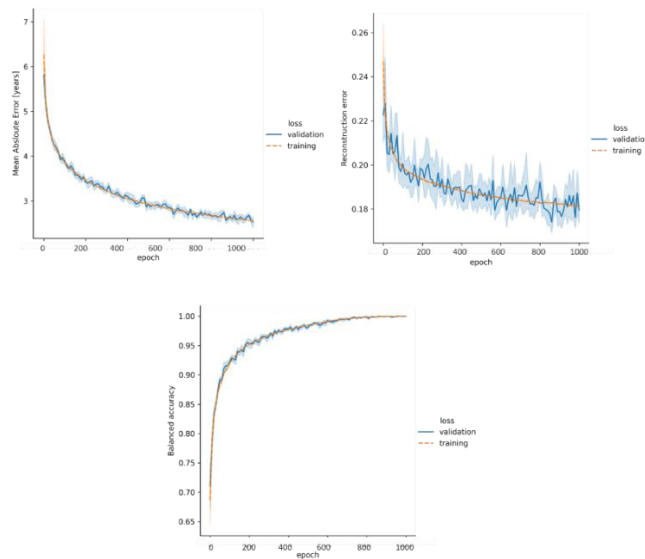 Mean Absloute Error [years]
7
6
5
4
3
0 200 400 600 800 1000
epoch
loss
validation
training
Reconstruction error
0.26
0.24
0.22
0.20
0.18
0 200 400 600 800 1000
epoch
loss
validation
training
Balanced accuracy
1.00
0.95
0.90
0.85
0.80
0.75
0.70
0.65
0 200 400 600 800 1000
epoch
loss
validation
training